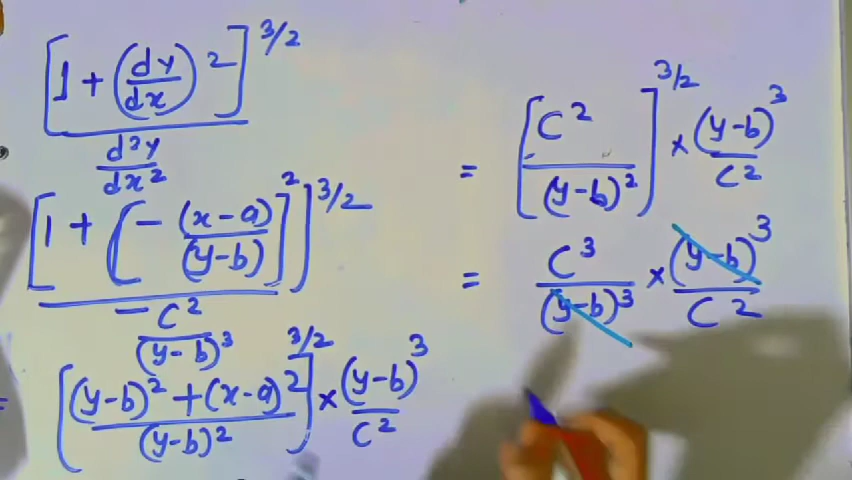 [1 + (dy/dx)²]^3/2
d²y/dx²
[1 + (- (x-a)/(y-b)]²]^3/2
- C²/(y-b)³
= [(y-b)² + (x-a)²/(y-b)²]^3/2 × (y-b)³/C²
= [C²/(y-b)²]^3/2 × (y-b)³/C²
= C³/(y-b)³ × (y-b)³/C²